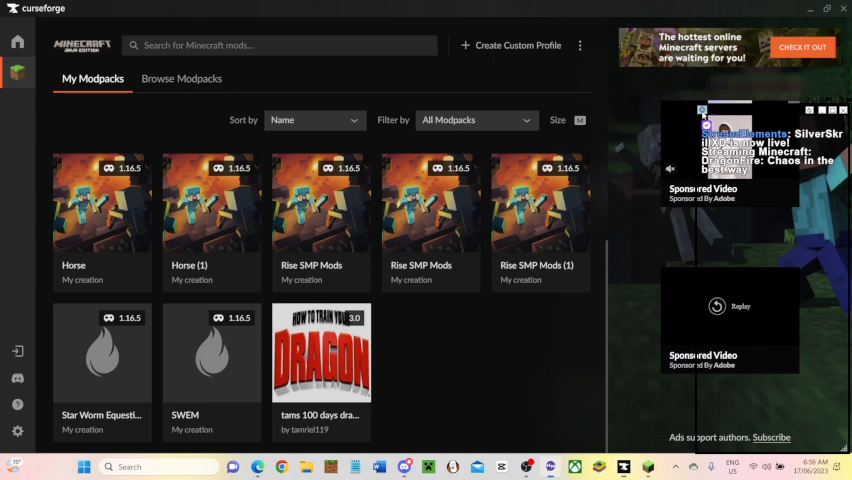 curseforge
MINECRAFT
JAVA EDITION
Search for Minecraft mods...
Create Custom Profile
The hottest online
Minecraft servers
are waiting for you!
CHECK IT OUT
My Modpacks
Browse Modpacks
Sort by
Name
Filter by
All Modpacks
Size
M
StreamElements: SilverSkr
illXD is now live!
Streaming Minecraft:
DragonFire: Chaos in the
best way.
Sponsored Video
Sponsored By Adobe
1.16.5
1.16.5
1.16.5
1.16.5
1.16.5
Horse
My creation
Horse (1)
My creation
Rise SMP Mods
My creation
Rise SMP Mods
My creation
Rise SMP Mods (1)
My creation
Replay
Sponsored Video
Sponsored By Adobe
1.16.5
1.16.5
3.0
HOW TO TRAIN YOUR
DRAGON
Star Worm Equesti...
My creation
SWEM
My creation
tams 100 days dra...
by tamriel119
Ads support authors. Subscribe
13°
Search
ENG
US
6:56 AM
17/06/2023